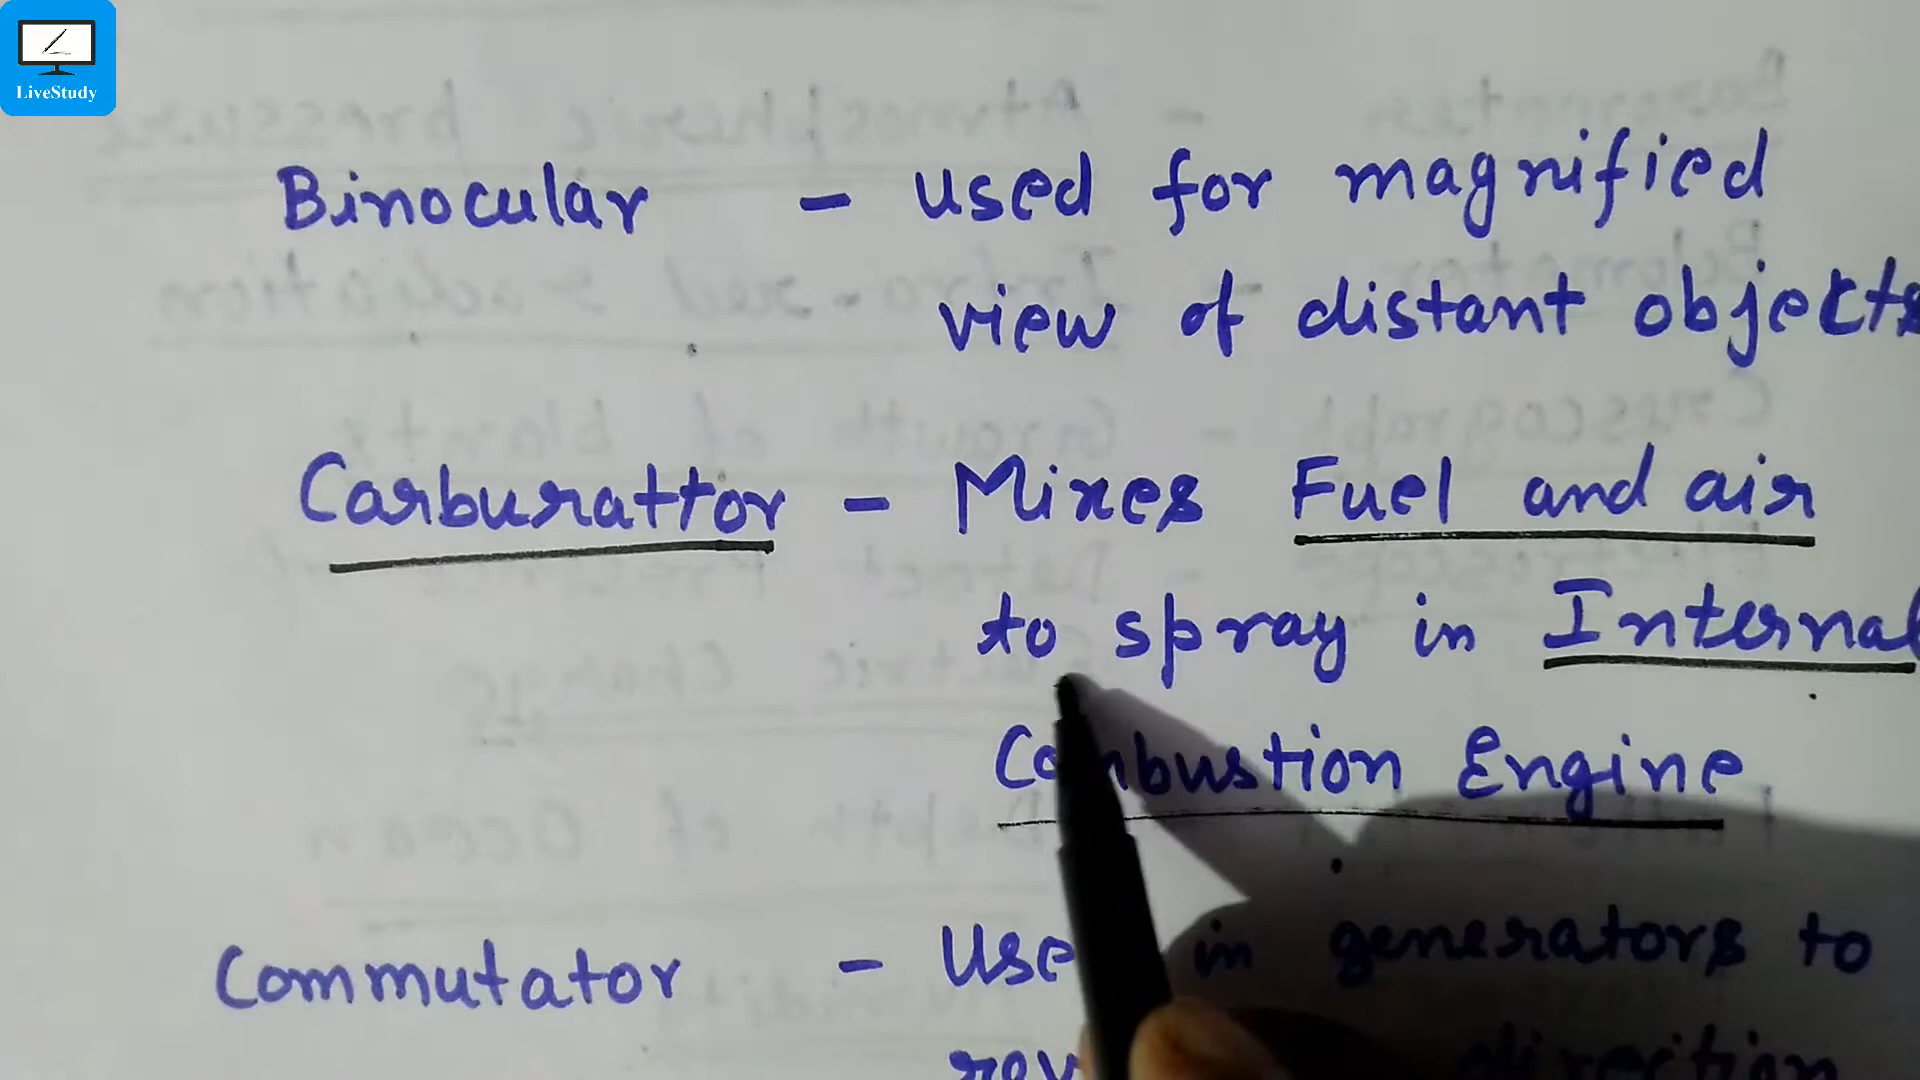 LiveStudy
Binocular - used for magnified
view of distant objects
Carburattor - Mixes Fuel and air
to spray in Internal
Combustion Engine
Commutator - Use in generators to
direction